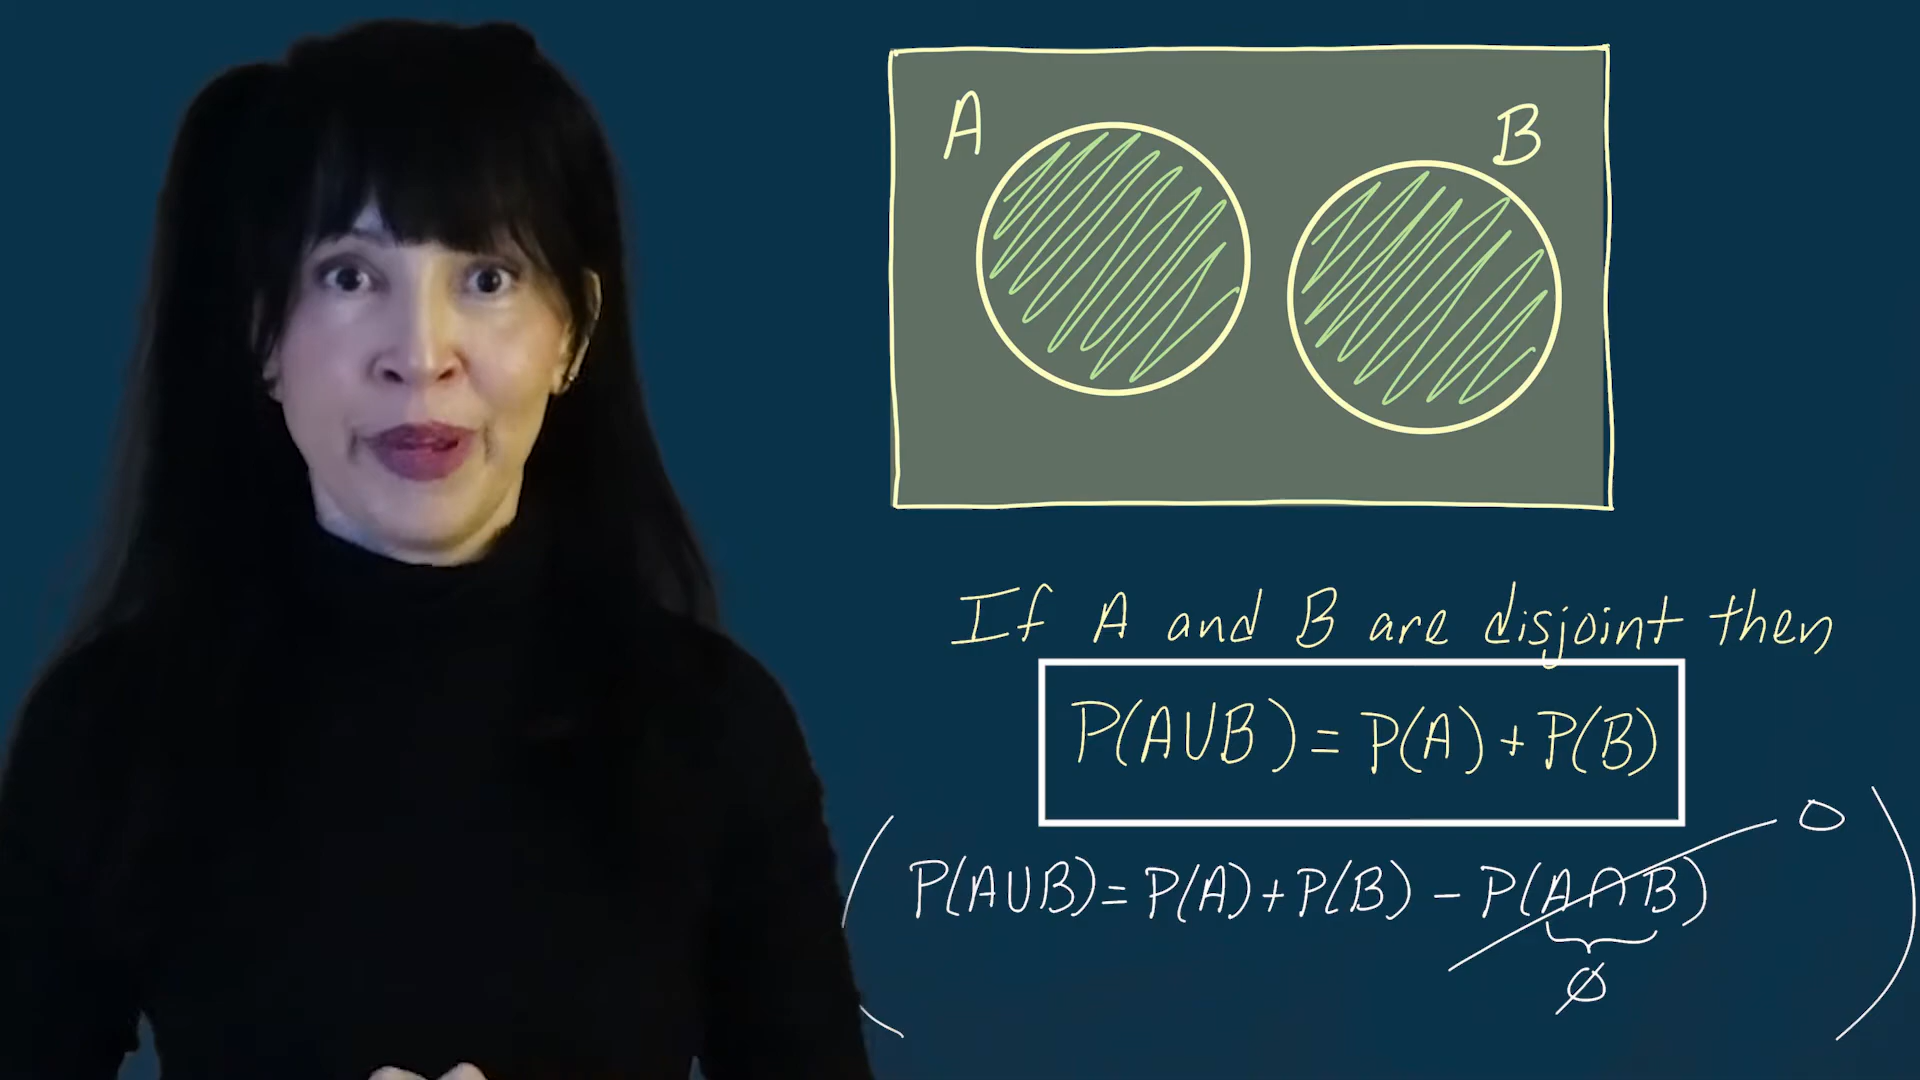 A
B
If A and B are disjoint then
P(A∪B) = P(A) + P(B)
0
(P(A∪B) = P(A) + P(B) - P(A∩B))
∅